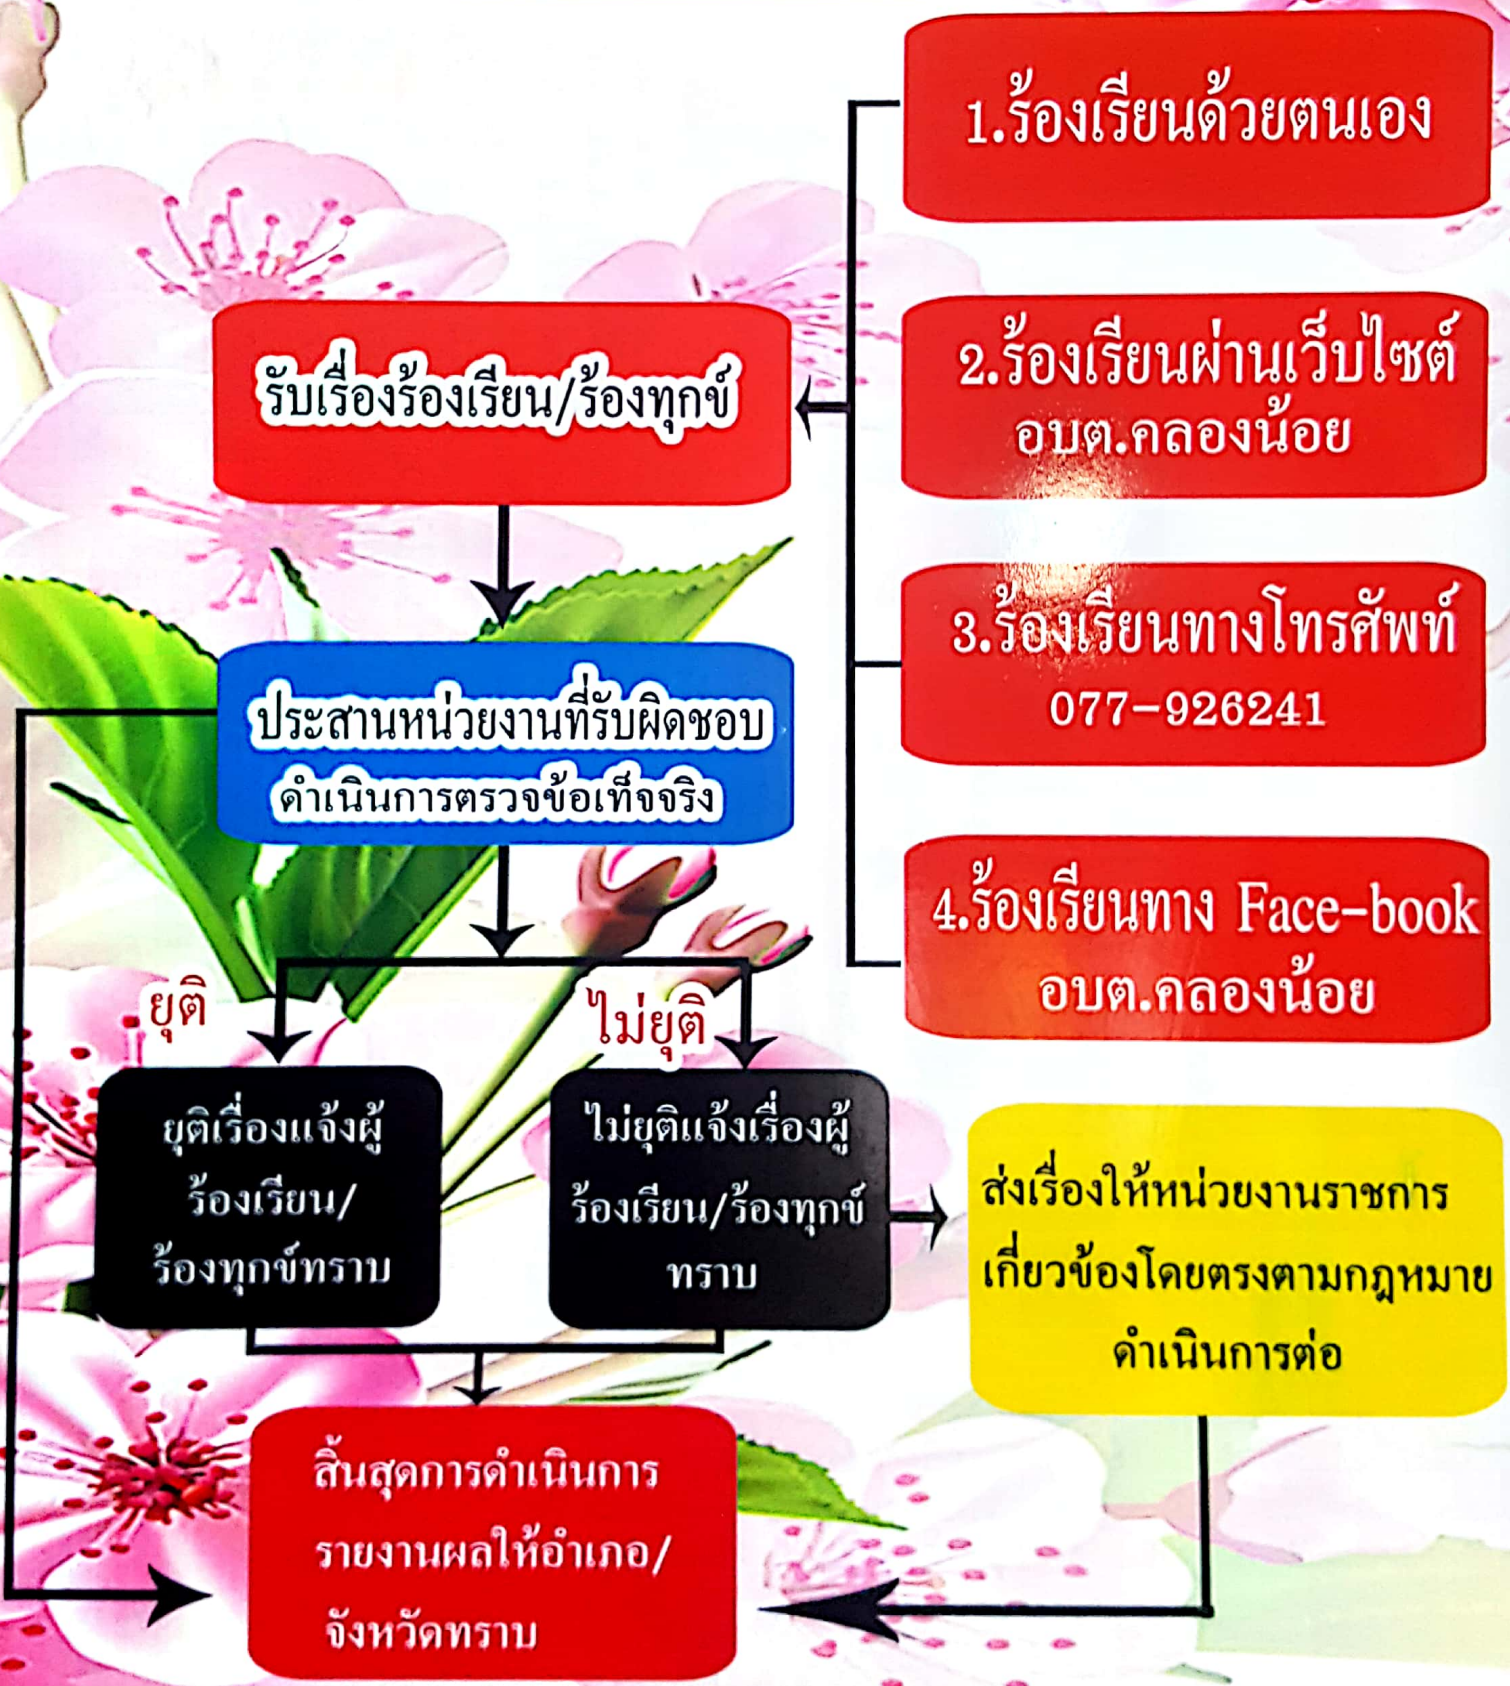 1.ร้องเรียนด้วยตนเอง
2.ร้องเรียนผ่านเว็บไซต์
อบต.คลองน้อย
3.ร้องเรียนทางโทรศัพท์
077-926241
4.ร้องเรียนทาง Face-book
อบต.คลองน้อย
รับเรื่องร้องเรียน/ร้องทุกข์
ประสานหน่วยงานที่รับผิดชอบ
ดำเนินการตรวจข้อเท็จจริง
ยุติ
ไม่ยุติ
ยุติเรื่องแจ้งผู้
ร้องเรียน/
ร้องทุกข์ทราบ
ไม่ยุติแจ้งเรื่องผู้
ร้องเรียน/ร้องทุกข์
ทราบ
ส่งเรื่องให้หน่วยงานราชการ
เกี่ยวข้องโดยตรงตามกฎหมาย
ดำเนินการต่อ
สิ้นสุดการดำเนินการ
รายงานผลให้อำเภอ/
จังหวัดทราบ